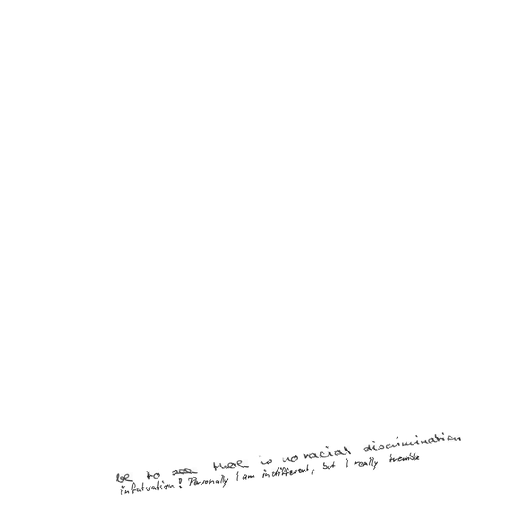 be to see there is no racial discrimination
infatuation? Personally I am indifferent, but I really tremble